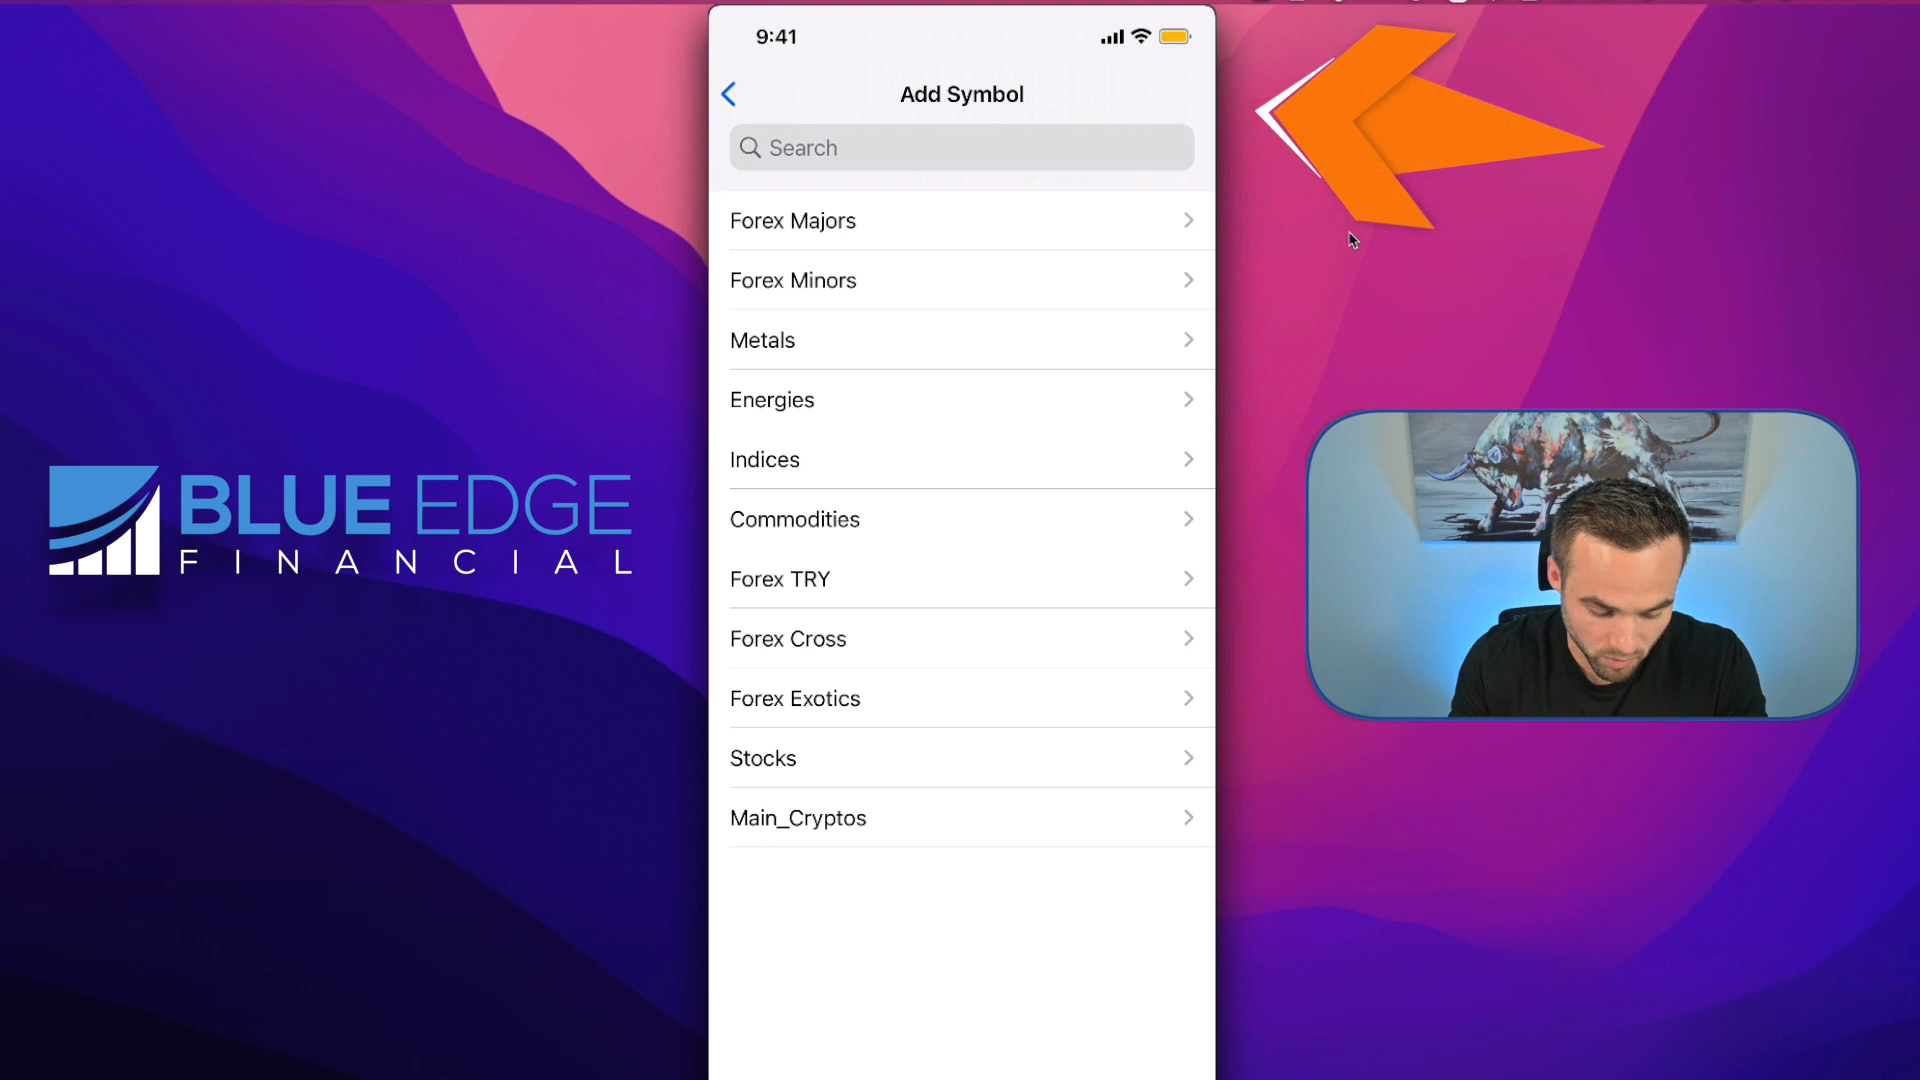 9:41
Add Symbol
Search
Forex Majors
Forex Minors
Metals
Energies
Indices
Commodities
Forex TRY
Forex Cross
Forex Exotics
Stocks
Main_Cryptos
BLUE EDGE
FINANCIAL